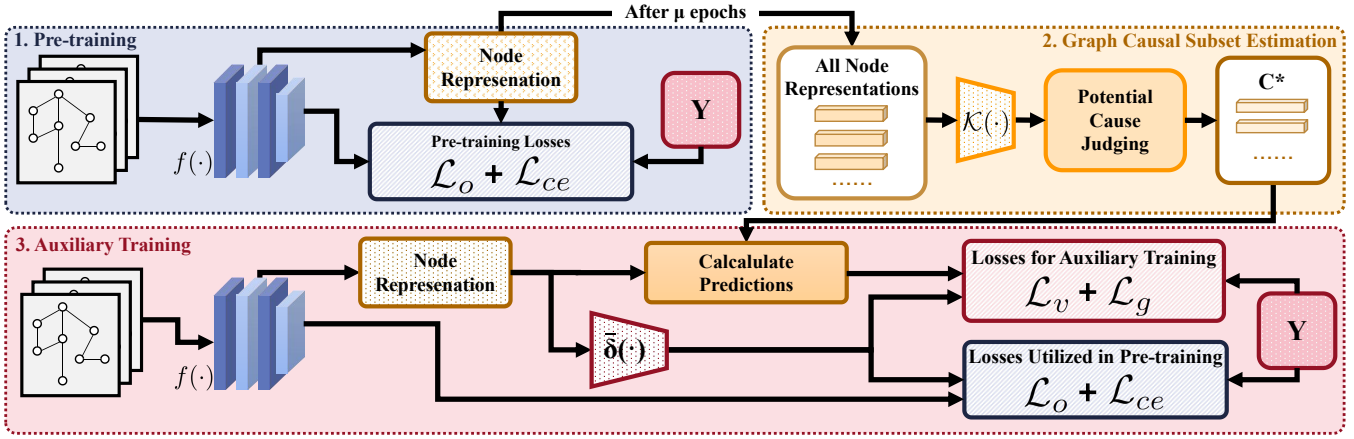 After μ epochs
1. Pre-training
Node
Represenation
Y
f(·)
Pre-training Losses
ℒo + ℒce
2. Graph Causal Subset Estimation
All Node
Representations
......
𝒦(·)
Potential
Cause
Judging
C*
......
3. Auxiliary Training
f(·)
Node
Represenation
δ̄(·)
Calcalulate
Predictions
Losses for Auxiliary Training
ℒv + ℒg
Y
Losses Utilized in Pre-training
ℒo + ℒce